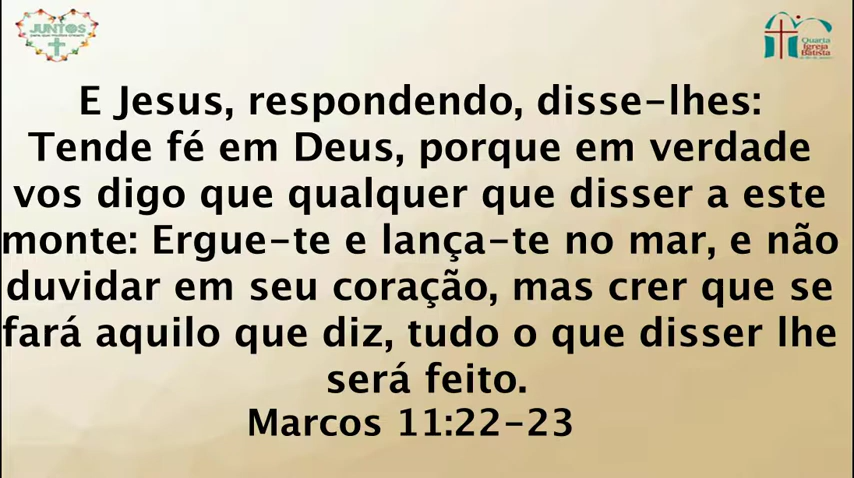 JUNTOS
Quarta
Igreja
Batista
E Jesus, respondendo, disse-lhes:
Tende fé em Deus, porque em verdade
vos digo que qualquer que disser a este
monte: Ergue-te e lança-te no mar, e não
duvidar em seu coração, mas crer que se
fará aquilo que diz, tudo o que disser lhe
será feito.
Marcos 11:22-23